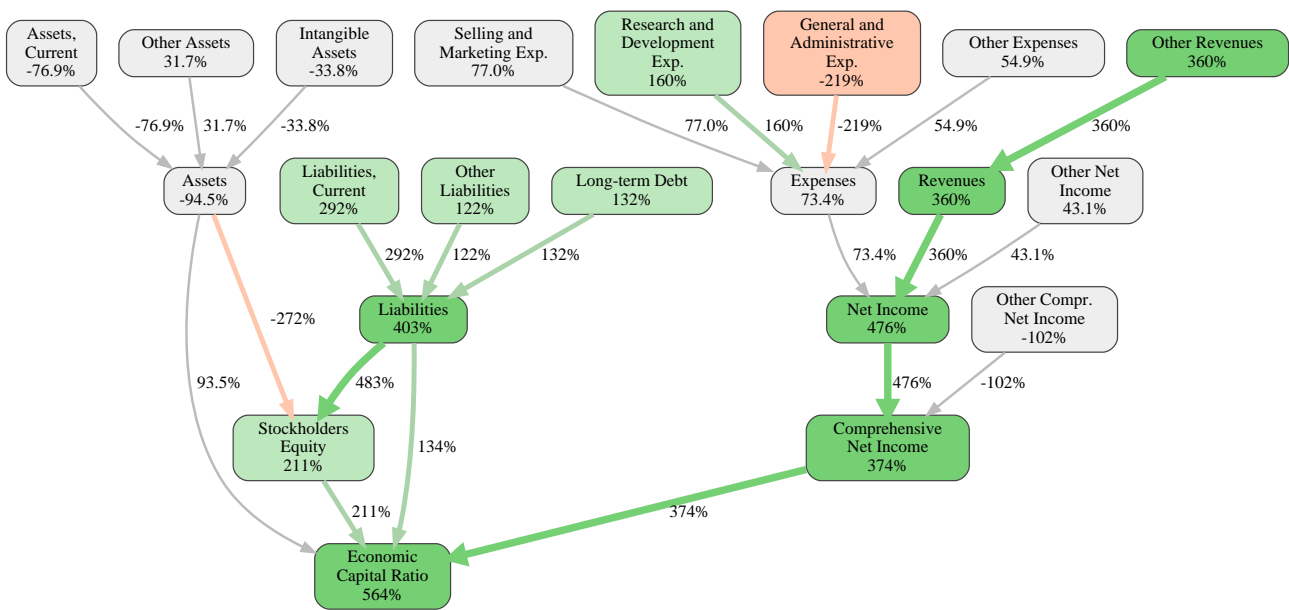 Assets,
Current
-76.9%
Other Assets
31.7%
Intangible
Assets
-33.8%
Selling and
Marketing Exp.
77.0%
Research and
Development
Exp.
160%
General and
Administrative
Exp.
-219%
Other Expenses
54.9%
Other Revenues
360%
-76.9%
31.7%
-33.8%
77.0%
160%
-219%
54.9%
360%
Assets
-94.5%
Liabilities,
Current
292%
Other
Liabilities
122%
Long-term Debt
132%
Expenses
73.4%
Revenues
360%
Other Net
Income
43.1%
292%
122%
132%
73.4%
360%
43.1%
-272%
Liabilities
403%
Net Income
476%
Other Compr.
Net Income
-102%
93.5%
483%
476%
-102%
Stockholders
Equity
211%
134%
Comprehensive
Net Income
374%
211%
374%
Economic
Capital Ratio
564%